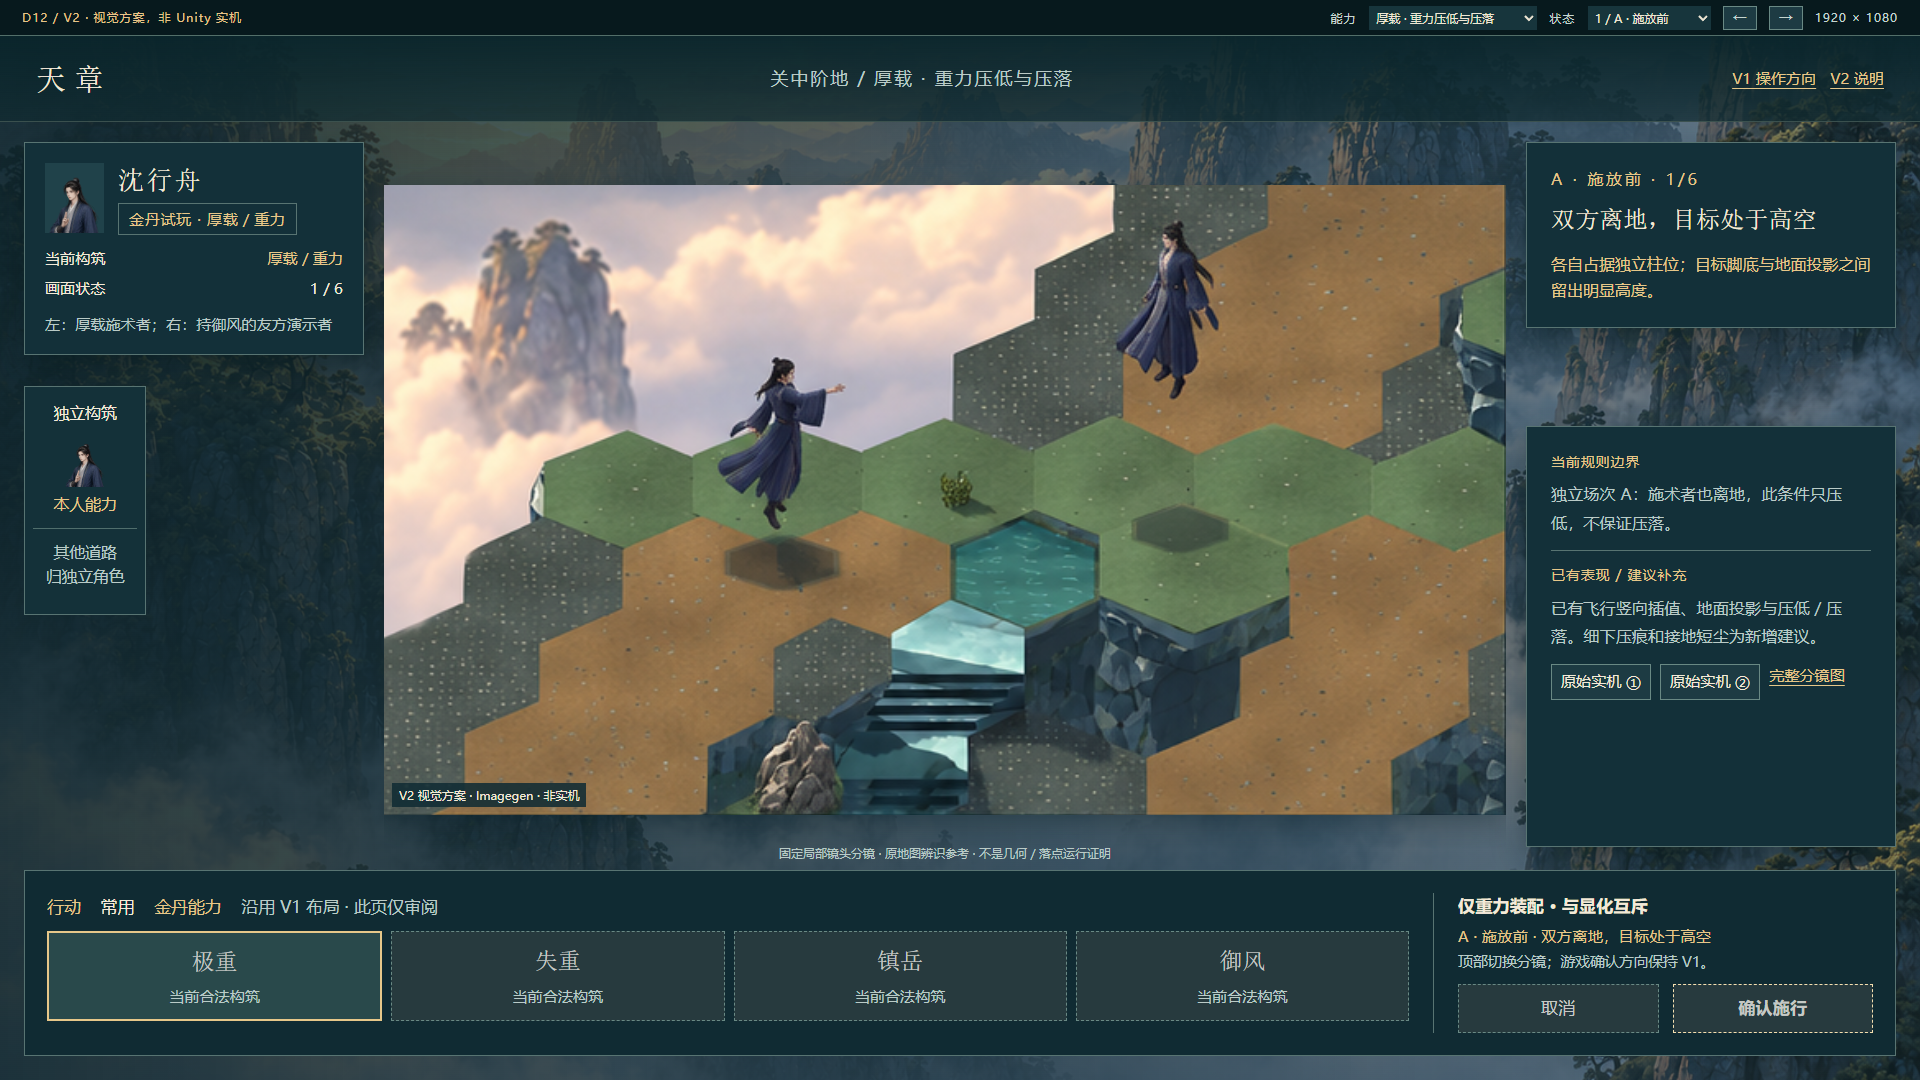 D12 / V2 · 视觉方案，非 Unity 实机
能力 厚载 · 重力压低与压落 状态 1 / A · 施放前 ← → 1920 × 1080
天章
关中阶地 / 厚载 · 重力压低与压落
V1 操作方向 V2 说明
沈行舟
金丹试玩 · 厚载 / 重力
当前构筑 厚载 / 重力
画面状态 1 / 6
左：厚载施术者；右：持御风的友方演示者
独立构筑
本人能力
其他道路
归独立角色
V2 视觉方案 · Imagegen · 非实机
固定局部镜头分镜 · 原地图辨识参考 · 不是几何 / 落点运行证明
A · 施放前 · 1/6
双方离地，目标处于高空
各自占据独立柱位；目标脚底与地面投影之间
留出明显高度。
当前规则边界
独立场次 A：施术者也离地，此条件只压
低，不保证压落。
已有表现 / 建议补充
已有飞行竖向插值、地面投影与压低 / 压
落。细下压痕和接地短尘为新增建议。
原始实机 ① 原始实机 ② 完整分镜图
行动 常用 金丹能力 沿用 V1 布局 · 此页仅审阅
极重
当前合法构筑
失重
当前合法构筑
镇岳
当前合法构筑
御风
当前合法构筑
仅重力装配 · 与显化互斥
A · 施放前 · 双方离地，目标处于高空
顶部切换分镜；游戏确认方向保持 V1。
取消 确认施行